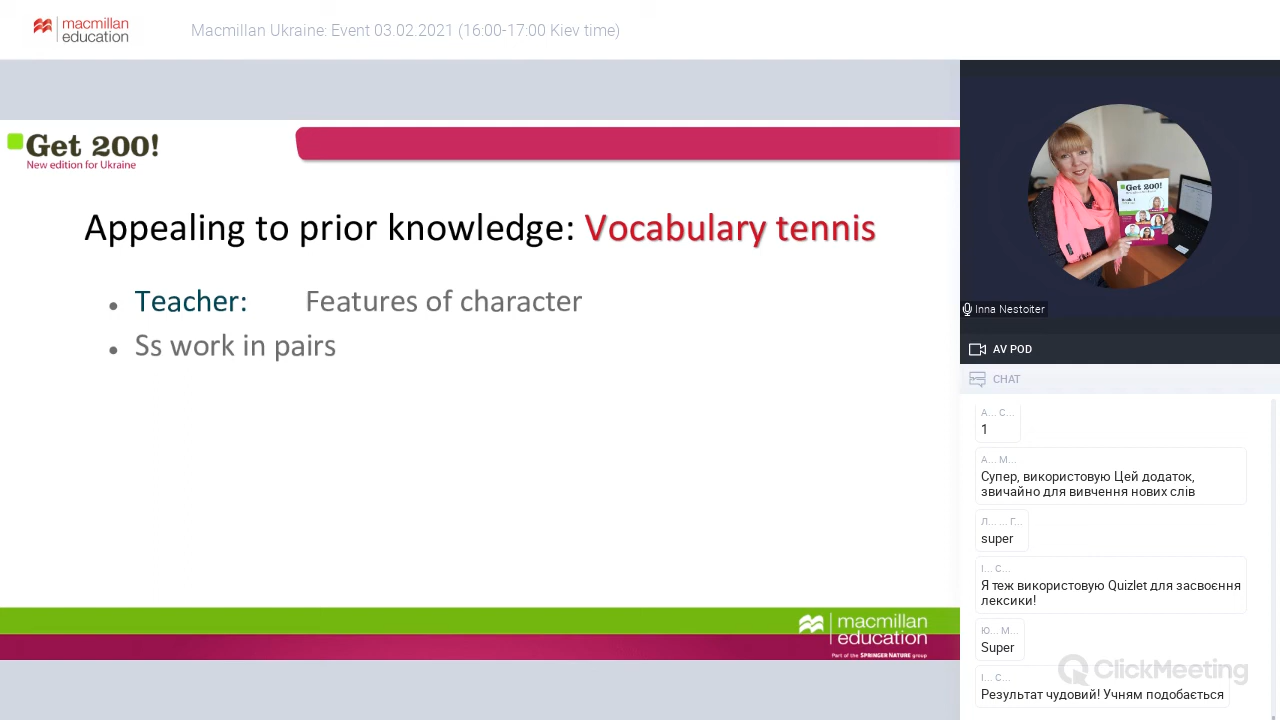 macmillan
education
Macmillan Ukraine: Event 03.02.2021 (16:00-17:00 Kiev time)
Get 200!
New edition for Ukraine
Appealing to prior knowledge: Vocabulary tennis
Teacher: Features of character
Ss work in pairs
macmillan
education
Part of the SPRINGER NATURE group
Get 200!
Inna Nestoiter
AV POD
CHAT
А... С...
1
А... М...
Супер, використовую Цей додаток,
звичайно для вивчення нових слів
Л... ... Г...
super
І... С...
Я теж використовую Quizlet для засвоєння
лексики!
Ю... М...
Super
І... С...
Результат чудовий! Учням подобається
ClickMeeting